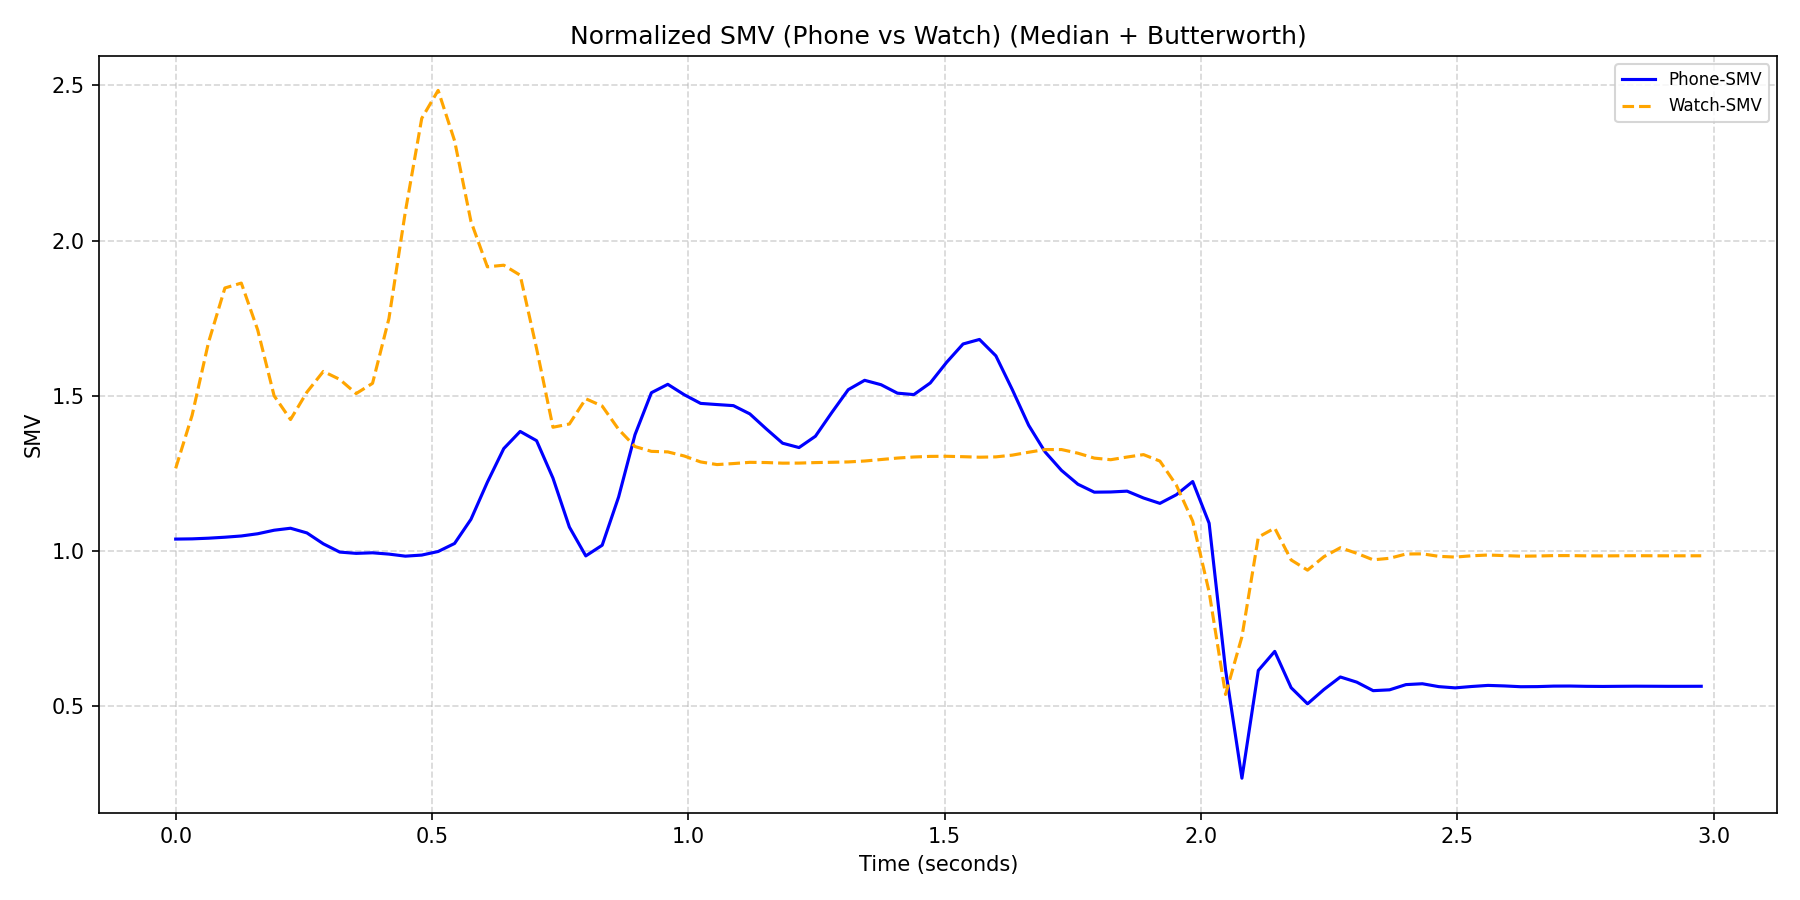 Normalized SMV (Phone vs Watch) (Median + Butterworth)
Phone-SMV
Watch-SMV
SMV
2.5
2.0
1.5
1.0
0.5
0.0 0.5 1.0 1.5 2.0 2.5 3.0
Time (seconds)